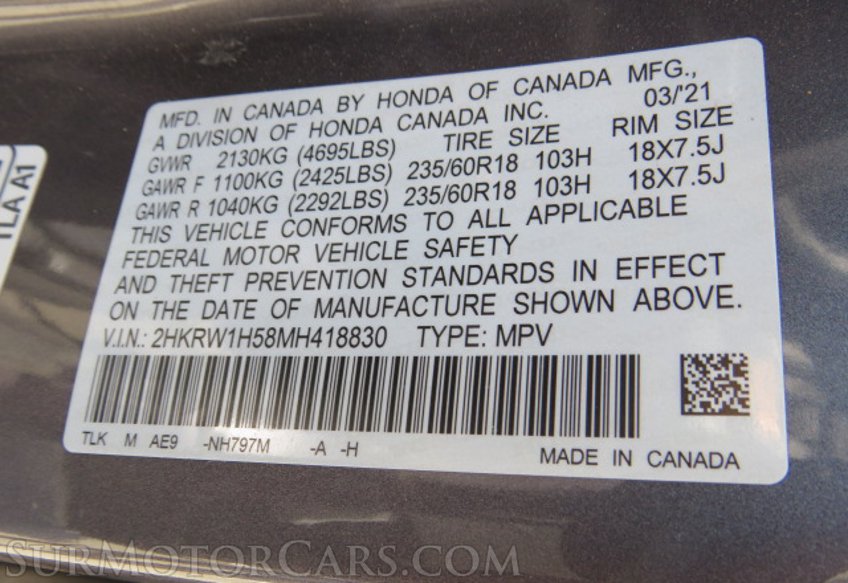 MFD. IN CANADA BY HONDA OF CANADA MFG.,
A DIVISION OF HONDA CANADA INC. 03/'21
GVWR 2130KG (4695LBS) TIRE SIZE RIM SIZE
GAWR F 1100KG (2425LBS) 235/60R18 103H 18X7.5J
GAWR R 1040KG (2292LBS) 235/60R18 103H 18X7.5J
THIS VEHICLE CONFORMS TO ALL APPLICABLE
FEDERAL MOTOR VEHICLE SAFETY
AND THEFT PREVENTION STANDARDS IN EFFECT
ON THE DATE OF MANUFACTURE SHOWN ABOVE.
V.I.N.: 2HKRW1H58MH418830 TYPE: MPV
TLK M AE9 -NH797M -A -H
MADE IN CANADA
TLA A1
SurMotorCars.com